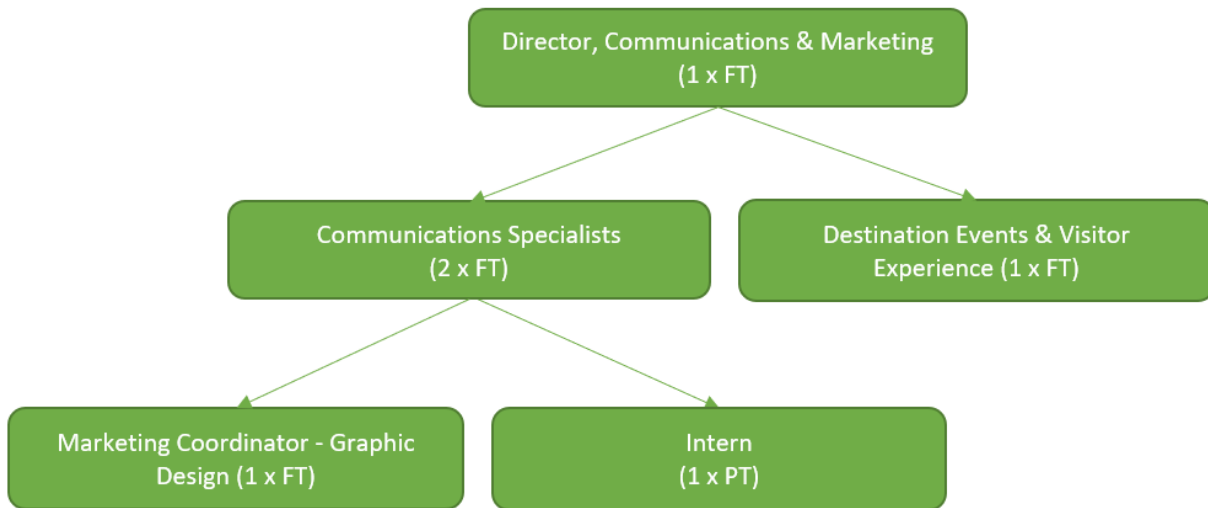 Director, Communications & Marketing
(1 x FT)
Communications Specialists
(2 x FT)
Destination Events & Visitor
Experience (1 x FT)
Marketing Coordinator - Graphic
Design (1 x FT)
Intern
(1 x PT)